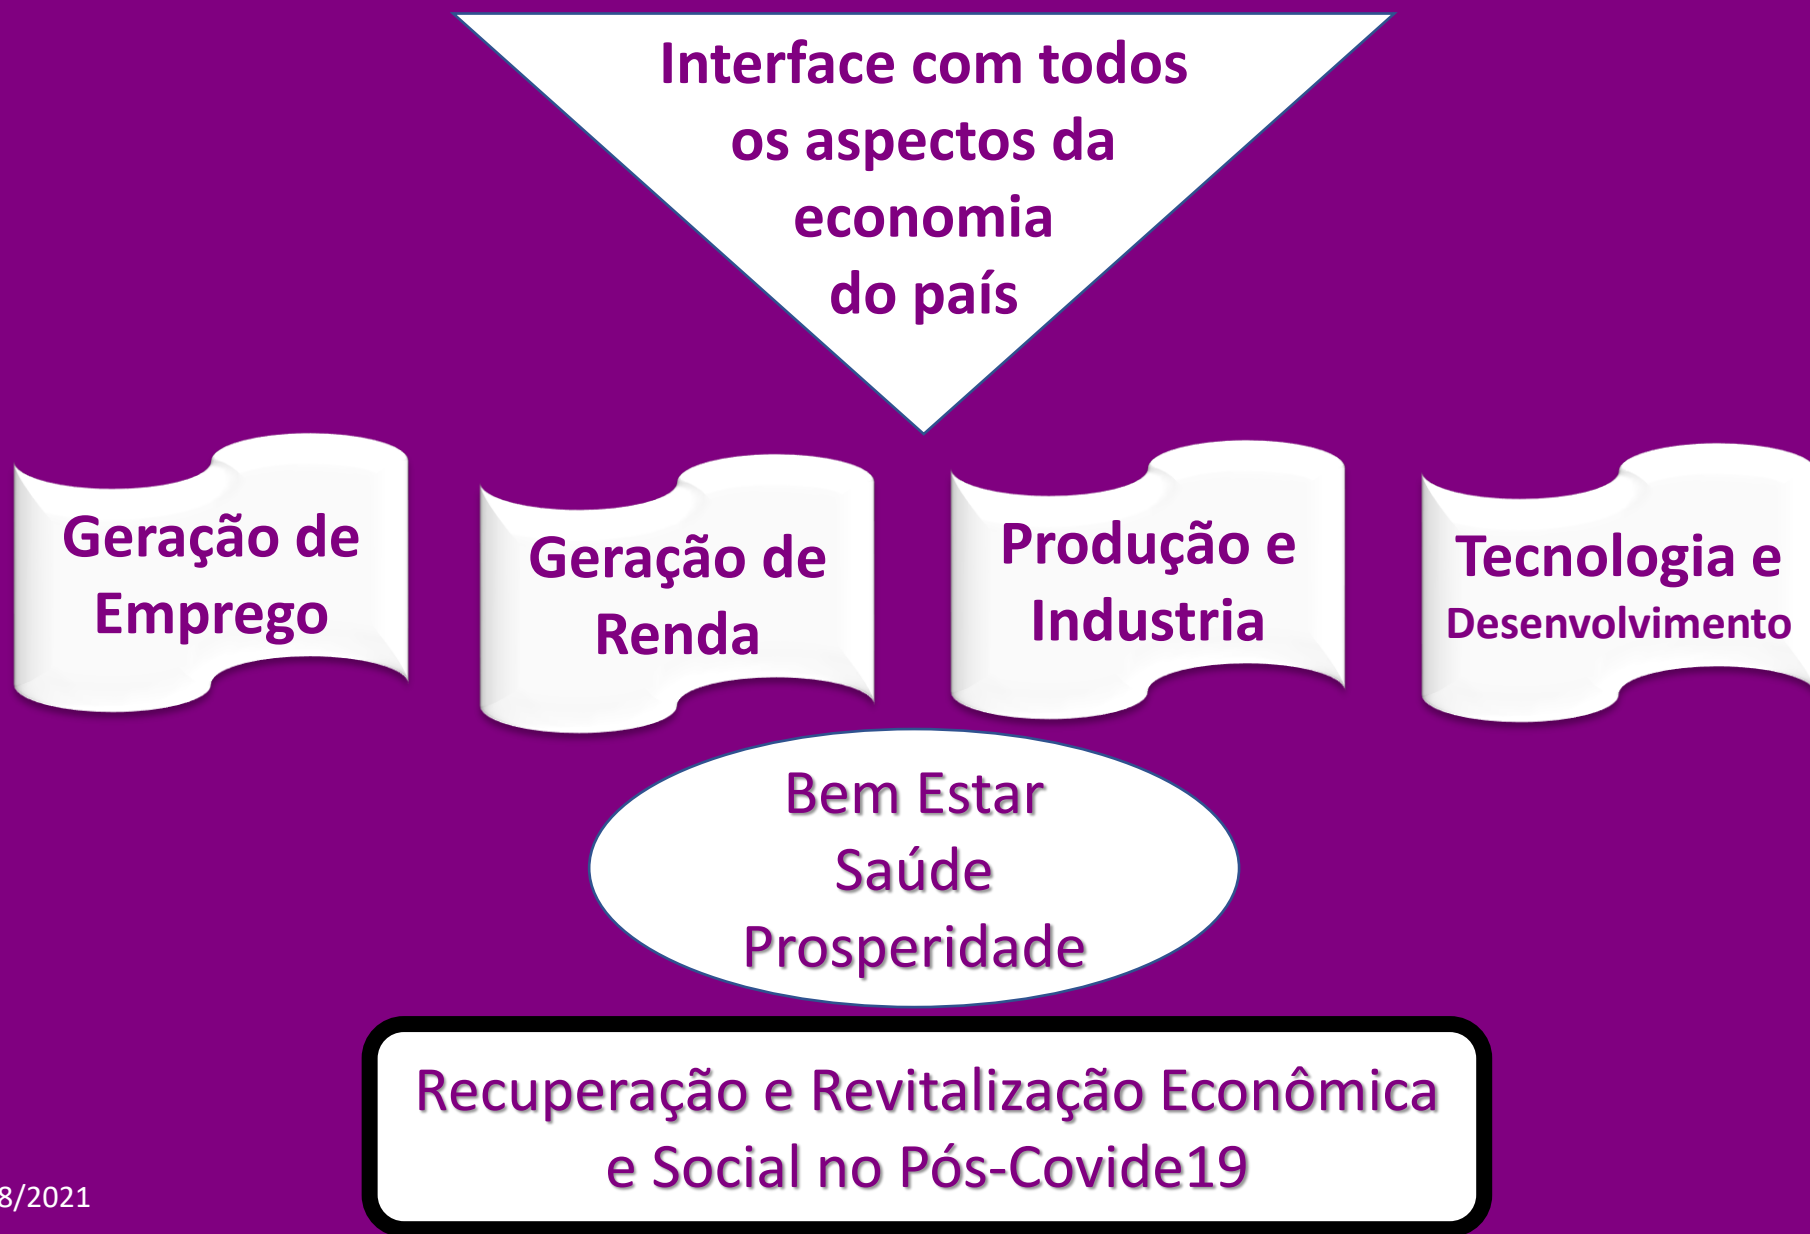 Interface com todos
os aspectos da
economia
do país
Geração de
Emprego
Geração de
Renda
Produção e
Industria
Tecnologia e
Desenvolvimento
Bem Estar
Saúde
Prosperidade
Recuperação e Revitalização Econômica
e Social no Pós-Covide19
8/2021